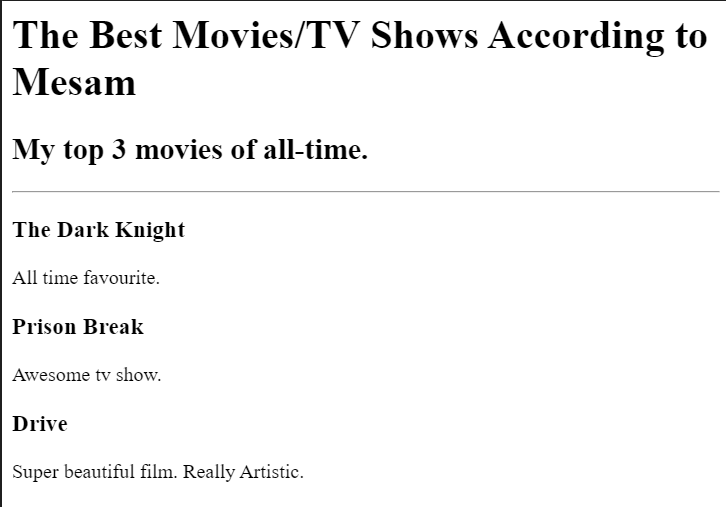 The Best Movies/TV Shows According to
Mesam
My top 3 movies of all-time.
The Dark Knight
All time favourite.
Prison Break
Awesome tv show.
Drive
Super beautiful film. Really Artistic.